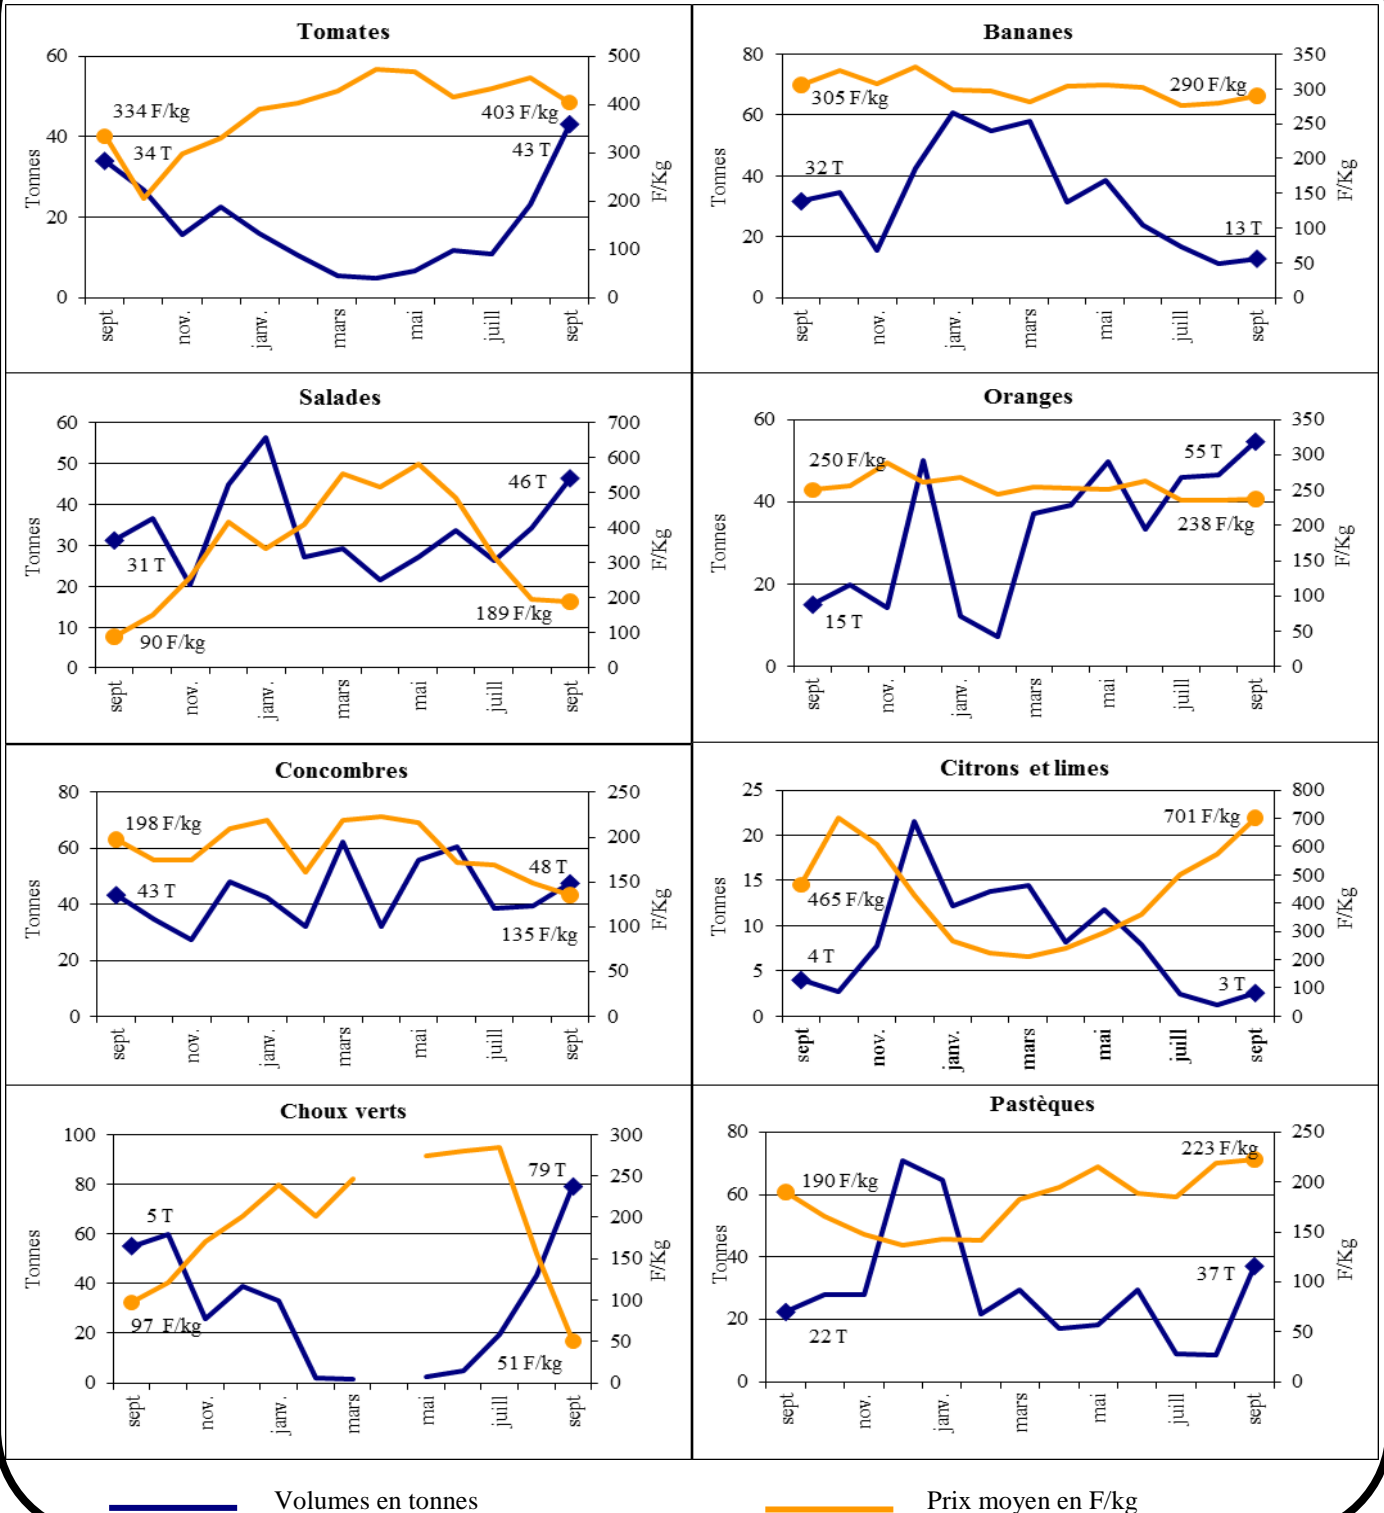 Tomates
60
40
20
0
500
400
300
200
100
0
Tonnes
F/Kg
334 F/kg
34 T
403 F/kg
43 T
sept
nov.
janv.
mars
mai
juill
sept
Bananes
80
60
40
20
0
350
300
250
200
150
100
50
0
Tonnes
F/Kg
305 F/kg
290 F/kg
32 T
13 T
sept
nov.
janv.
mars
mai
juill
sept
Salades
60
50
40
30
20
10
0
700
600
500
400
300
200
100
0
Tonnes
F/Kg
46 T
31 T
90 F/kg
189 F/kg
sept
nov.
janv.
mars
mai
juill
sept
Oranges
60
40
20
0
350
300
250
200
150
100
50
0
Tonnes
F/Kg
250 F/kg
55 T
238 F/kg
15 T
sept
nov.
janv.
mars
mai
juill
sept
Concombres
80
60
40
20
0
250
200
150
100
50
0
Tonnes
F/Kg
198 F/kg
43 T
48 T
135 F/kg
sept
nov.
janv.
mars
mai
juill
sept
Citrons et limes
25
20
15
10
5
0
800
700
600
500
400
300
200
100
0
Tonnes
F/Kg
701 F/kg
465 F/kg
4 T
3 T
sept
nov.
janv.
mars
mai
juill
sept
Choux verts
100
80
60
40
20
0
300
250
200
150
100
50
0
Tonnes
F/Kg
5 T
79 T
97 F/kg
51 F/kg
sept
nov.
janv.
mars
mai
juill
sept
Pastèques
80
60
40
20
0
250
200
150
100
50
0
Tonnes
F/Kg
190 F/kg
223 F/kg
22 T
37 T
sept
nov.
janv.
mars
mai
juill
sept
Volumes en tonnes
Prix moyen en F/kg